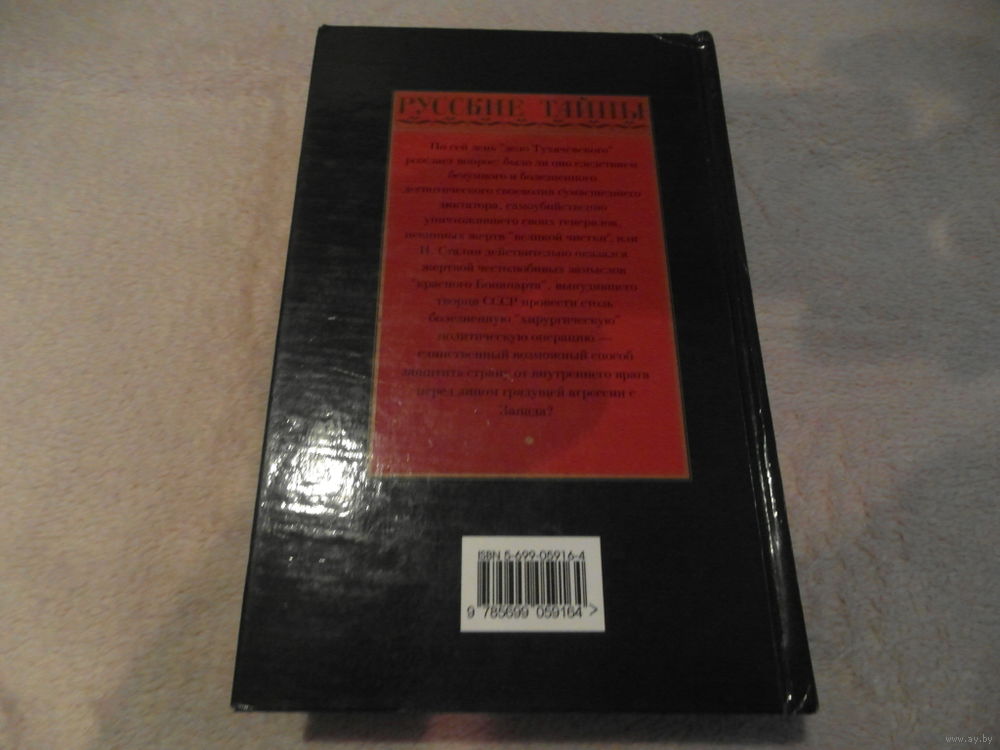 РУССКИЕ ТАЙНЫ
По сей день "дело Тухачевского"
рождает вопрос: было ли оно следствием
безумного и болезненного
деспотического своеволия сумасшедшего
диктатора, самоубийственно
уничтожившего своих генералов,
невинных жертв "великой чистки", или
И. Сталин действительно оказался
жертвой честолюбивых замыслов
"красного Бонапарта", вынудившего
творца СССР провести столь
болезненную "хирургическую"
политическую операцию —
единственный возможный способ
защитить страну от внутреннего врага
перед лицом грядущей агрессии с
Запада?
ISBN 5-699-05916-4
9 785699 059164 >
www.ay.by